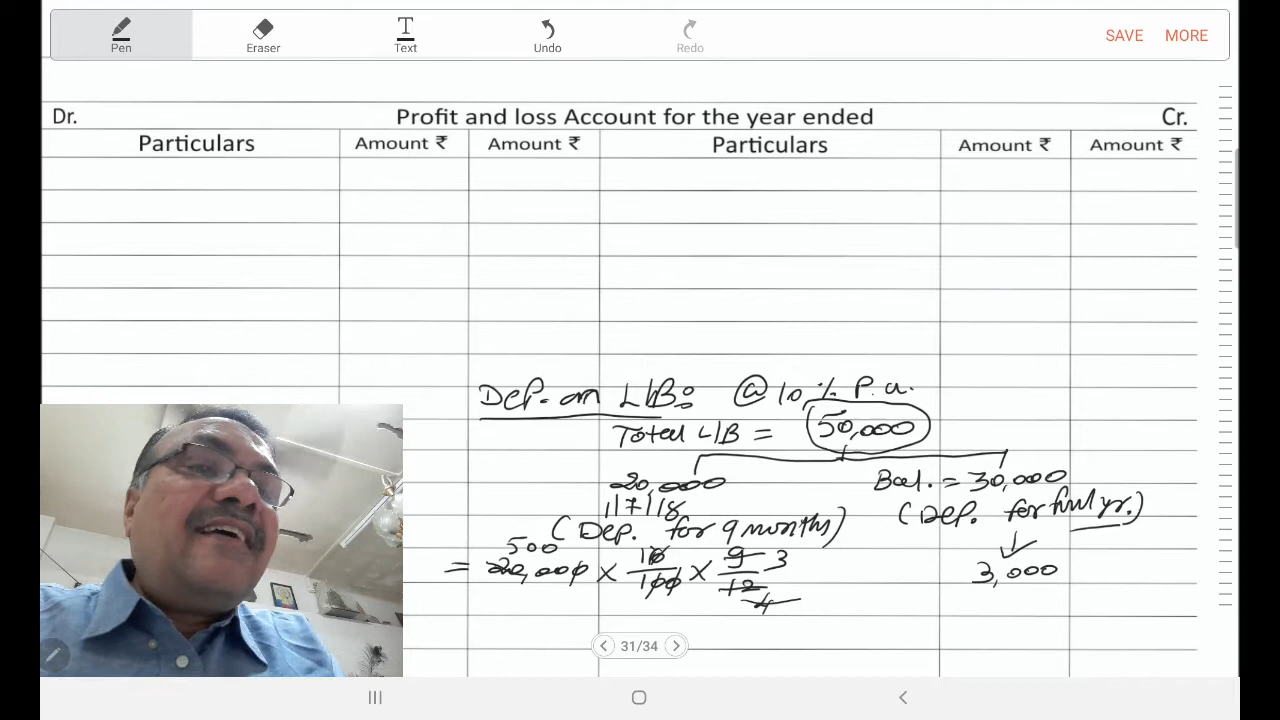 Pen Eraser Text Undo Redo SAVE MORE
Dr. Profit and loss Account for the year ended Cr.
Particulars Amount ₹ Amount ₹ Particulars Amount ₹ Amount ₹
Dep. on L/B: @ 10% P.a.
Total L/B = 50,000
20,000 Bal. = 30,000
1/7/18 (Dep. for full yr.)
(Dep. for 9 months)
500
= 20,000 × 10/100 × 9/12 3 3,000
4
31/34